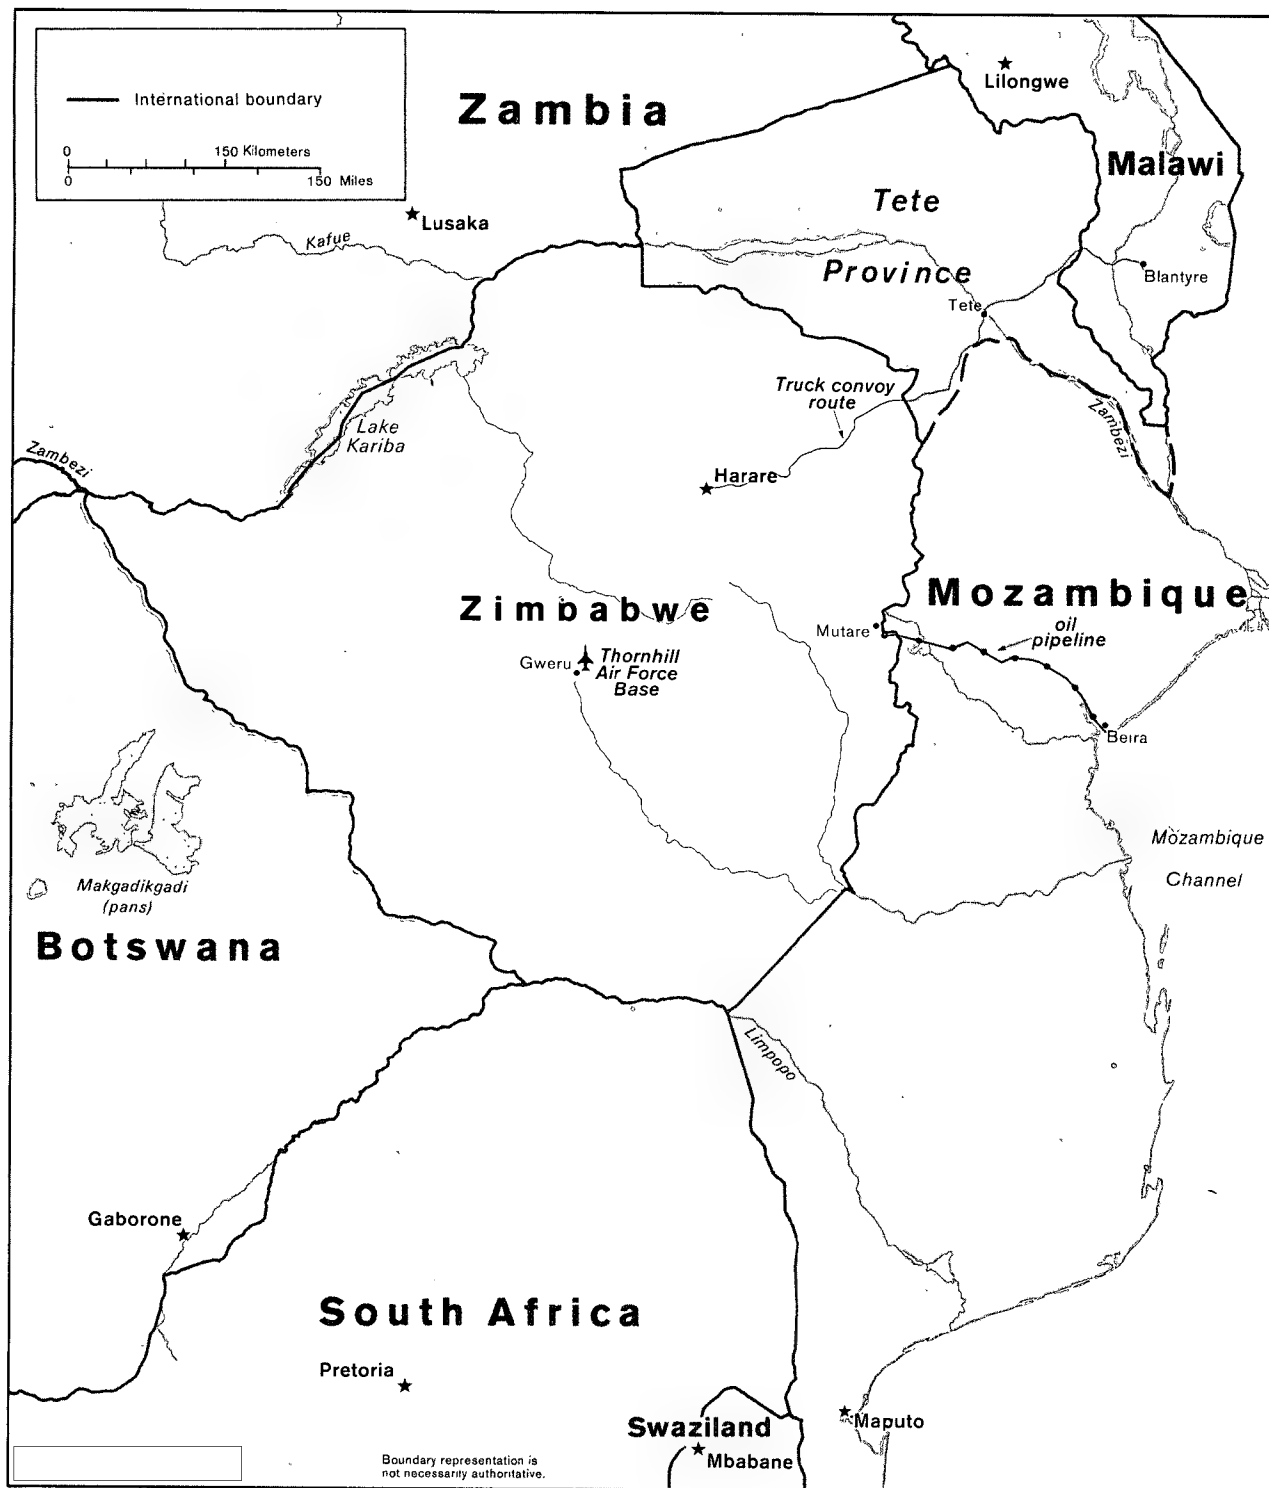 International boundary
0 150 Kilometers
0 150 Miles
Zambia
Lilongwe
Malawi
Lusaka
Kafue
Tete
Province
Blantyre
Tete
Truck convoy
route
Lake
Kariba
Zambezi
Zambezi
Harare
Mozambique
Zimbabwe
oil
pipeline
Mutare
Gweru
Thornhill
Air Force
Base
Beira
Mozambique
Channel
Makgadikgadi
(pans)
Botswana
Limpopo
Gaborone
South Africa
Pretoria
Swaziland
Mbabane
Maputo
Boundary representation is
not necessarily authoritative.